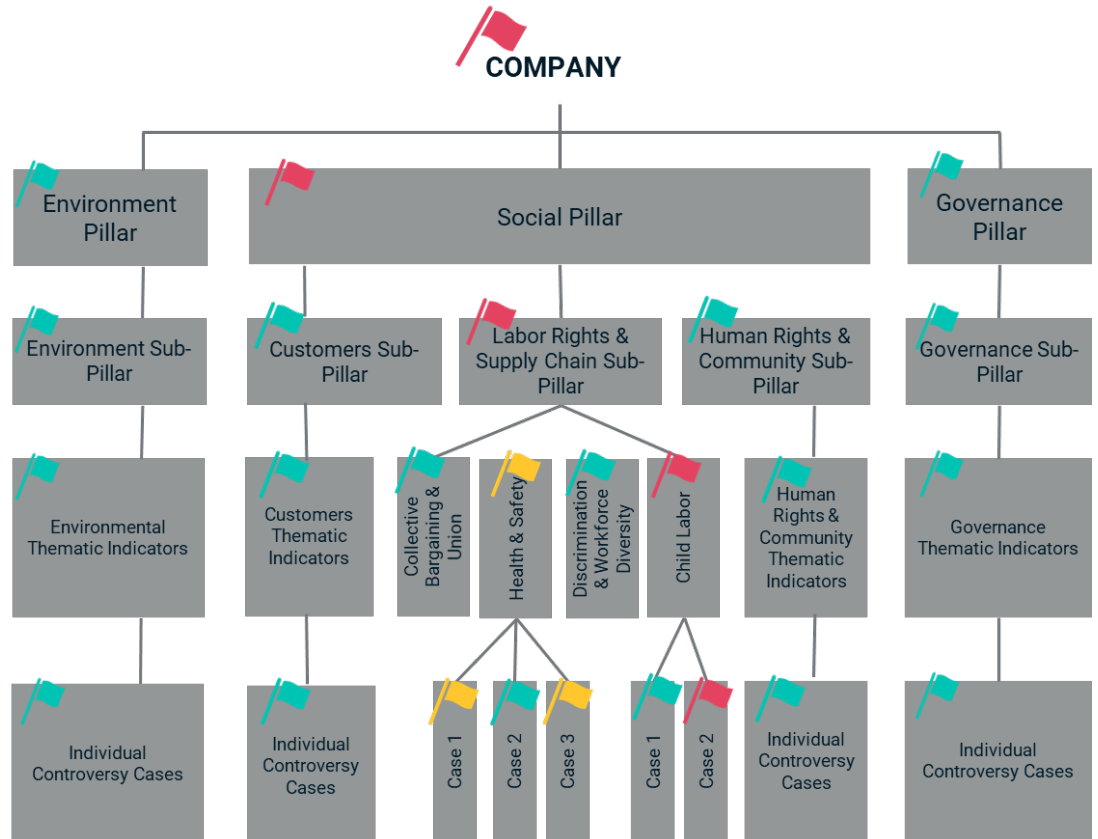 COMPANY
Environment
Pillar
Social Pillar
Governance
Pillar
Environment Sub-
Pillar
Customers Sub-
Pillar
Labor Rights &
Supply Chain Sub-
Pillar
Human Rights &
Community Sub-
Pillar
Governance Sub-
Pillar
Environmental
Thematic Indicators
Customers
Thematic
Indicators
Collective
Bargaining &
Union
Health & Safety
Discrimination
& Workforce
Diversity
Child Labor
Human
Rights &
Community
Thematic
Indicators
Governance
Thematic Indicators
Individual
Controversy Cases
Individual
Controversy
Cases
Case 1
Case 2
Case 3
Case 1
Case 2
Individual
Controversy
Cases
Individual
Controversy Cases